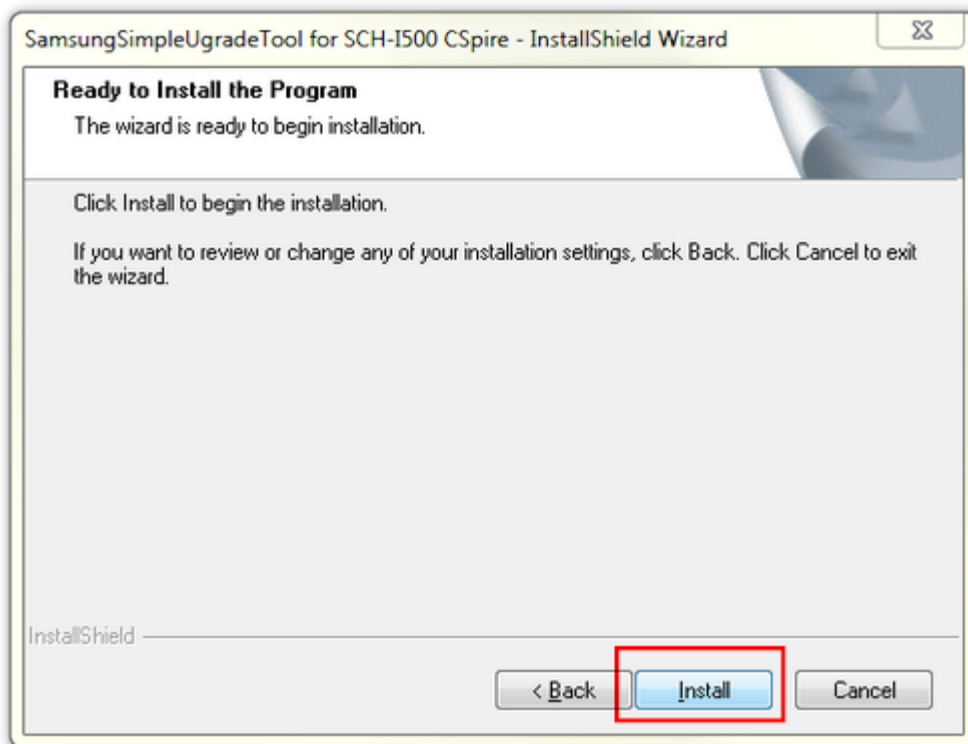 SamsungSimpleUgradeTool for SCH-I500 CSpire - InstallShield Wizard
Ready to Install the Program
The wizard is ready to begin installation.
Click Install to begin the installation.
If you want to review or change any of your installation settings, click Back. Click Cancel to exit
the wizard.
InstallShield
< Back Install Cancel